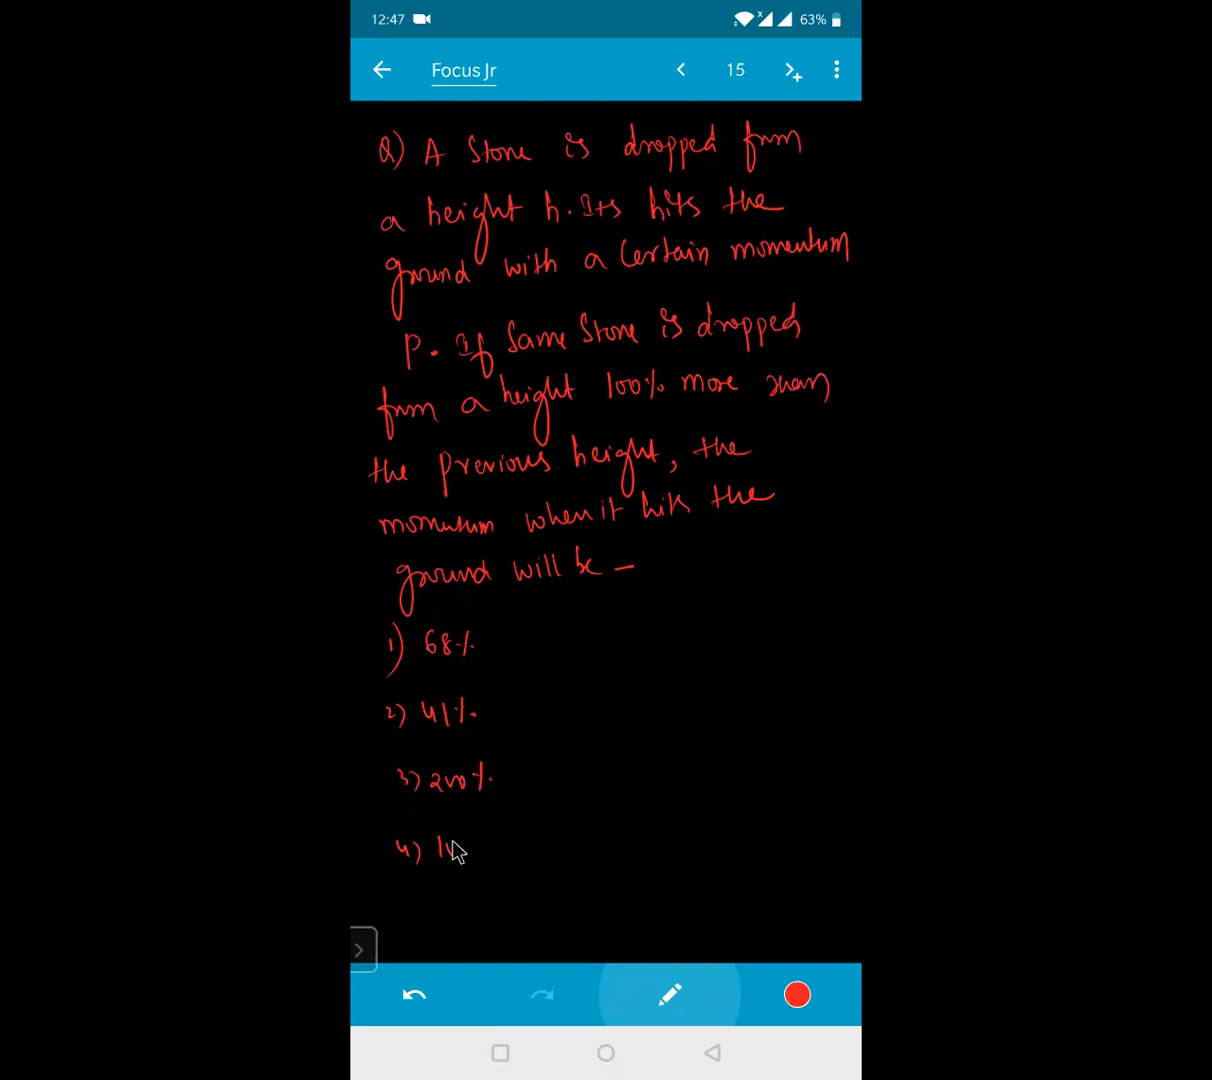 12:47 63%
Focus Jr 15
Q) A Stone is dropped from
a height h. Its hits the
ground with a Certain momentum
P. If Same Stone is dropped
from a height 100% more than
the previous height, the
momentum when it hits the
ground will be –
1) 68%
2) 41%.
3) 200%.
4)